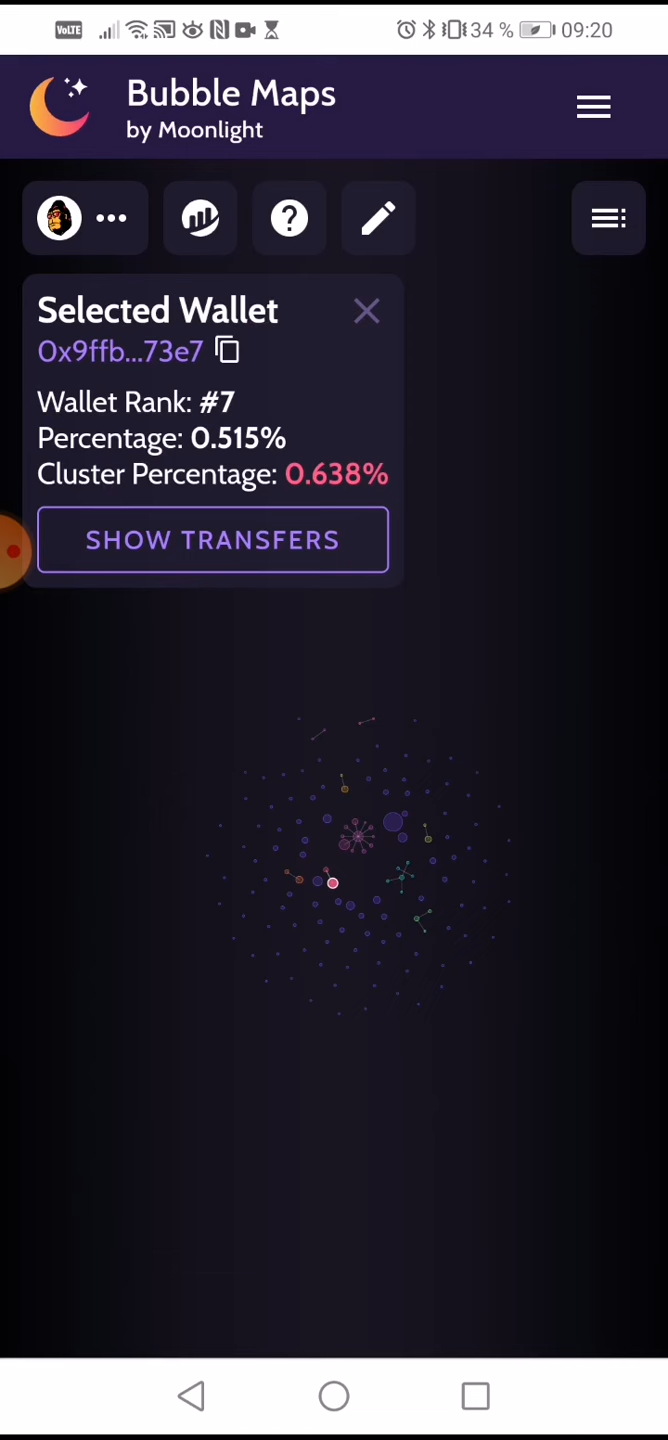 VoLTE 34 % 09:20
Bubble Maps
by Moonlight
Selected Wallet
0x9ffb...73e7
Wallet Rank: #7
Percentage: 0.515%
Cluster Percentage: 0.638%
SHOW TRANSFERS